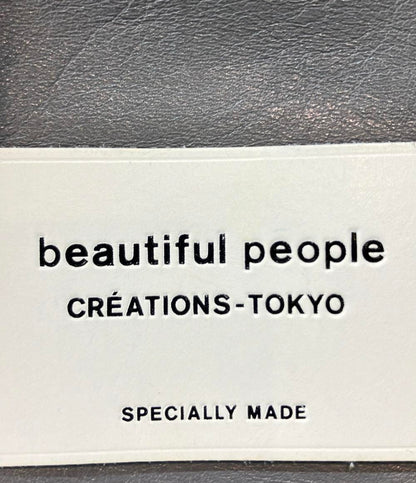 beautiful people
CRÉATIONS-TOKYO
SPECIALLY MADE